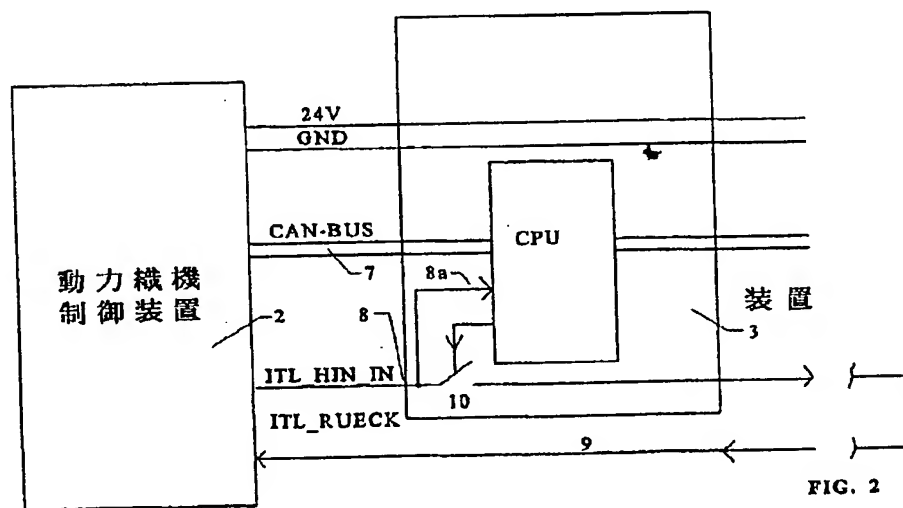 24V
GND
CAN-BUS
CPU
7
8a
動力織機
制御装置
2
装置
3
8
ITL_HIN_IN
10
ITL_RUECK
9
FIG. 2